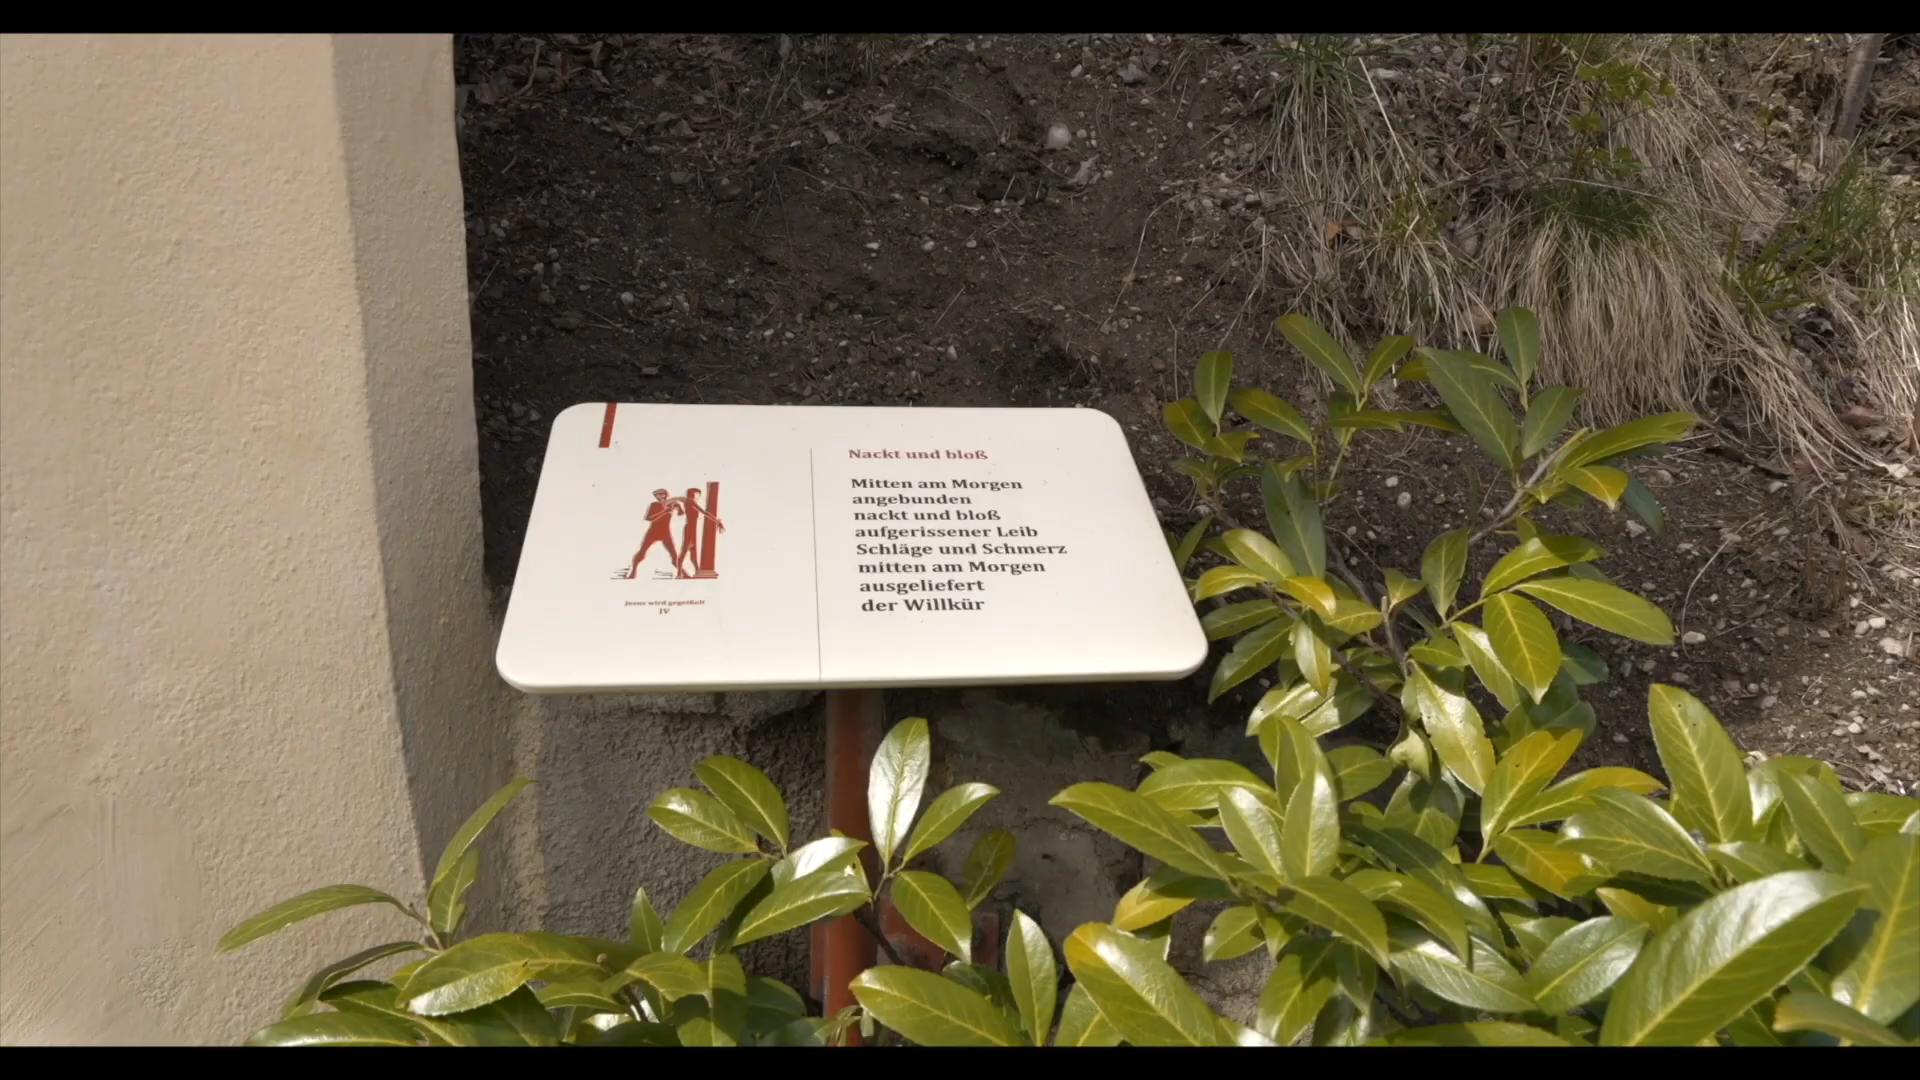 Nackt und bloß
Mitten am Morgen
angebunden
nackt und bloß
aufgerissener Leib
Schläge und Schmerz
mitten am Morgen
ausgeliefert
der Willkür
Jesus wird gegeißelt
IV